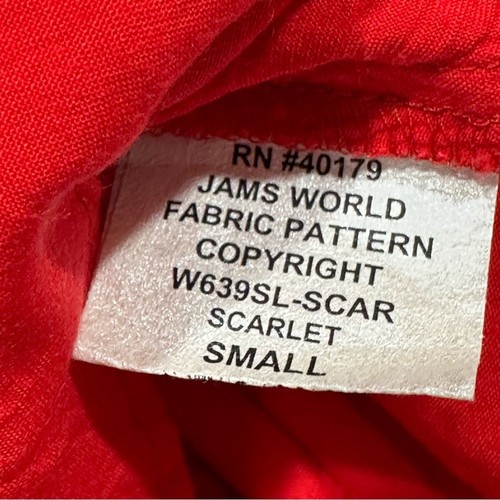 RN #40179
JAMS WORLD
FABRIC PATTERN
COPYRIGHT
W639SL-SCAR
SCARLET
SMALL